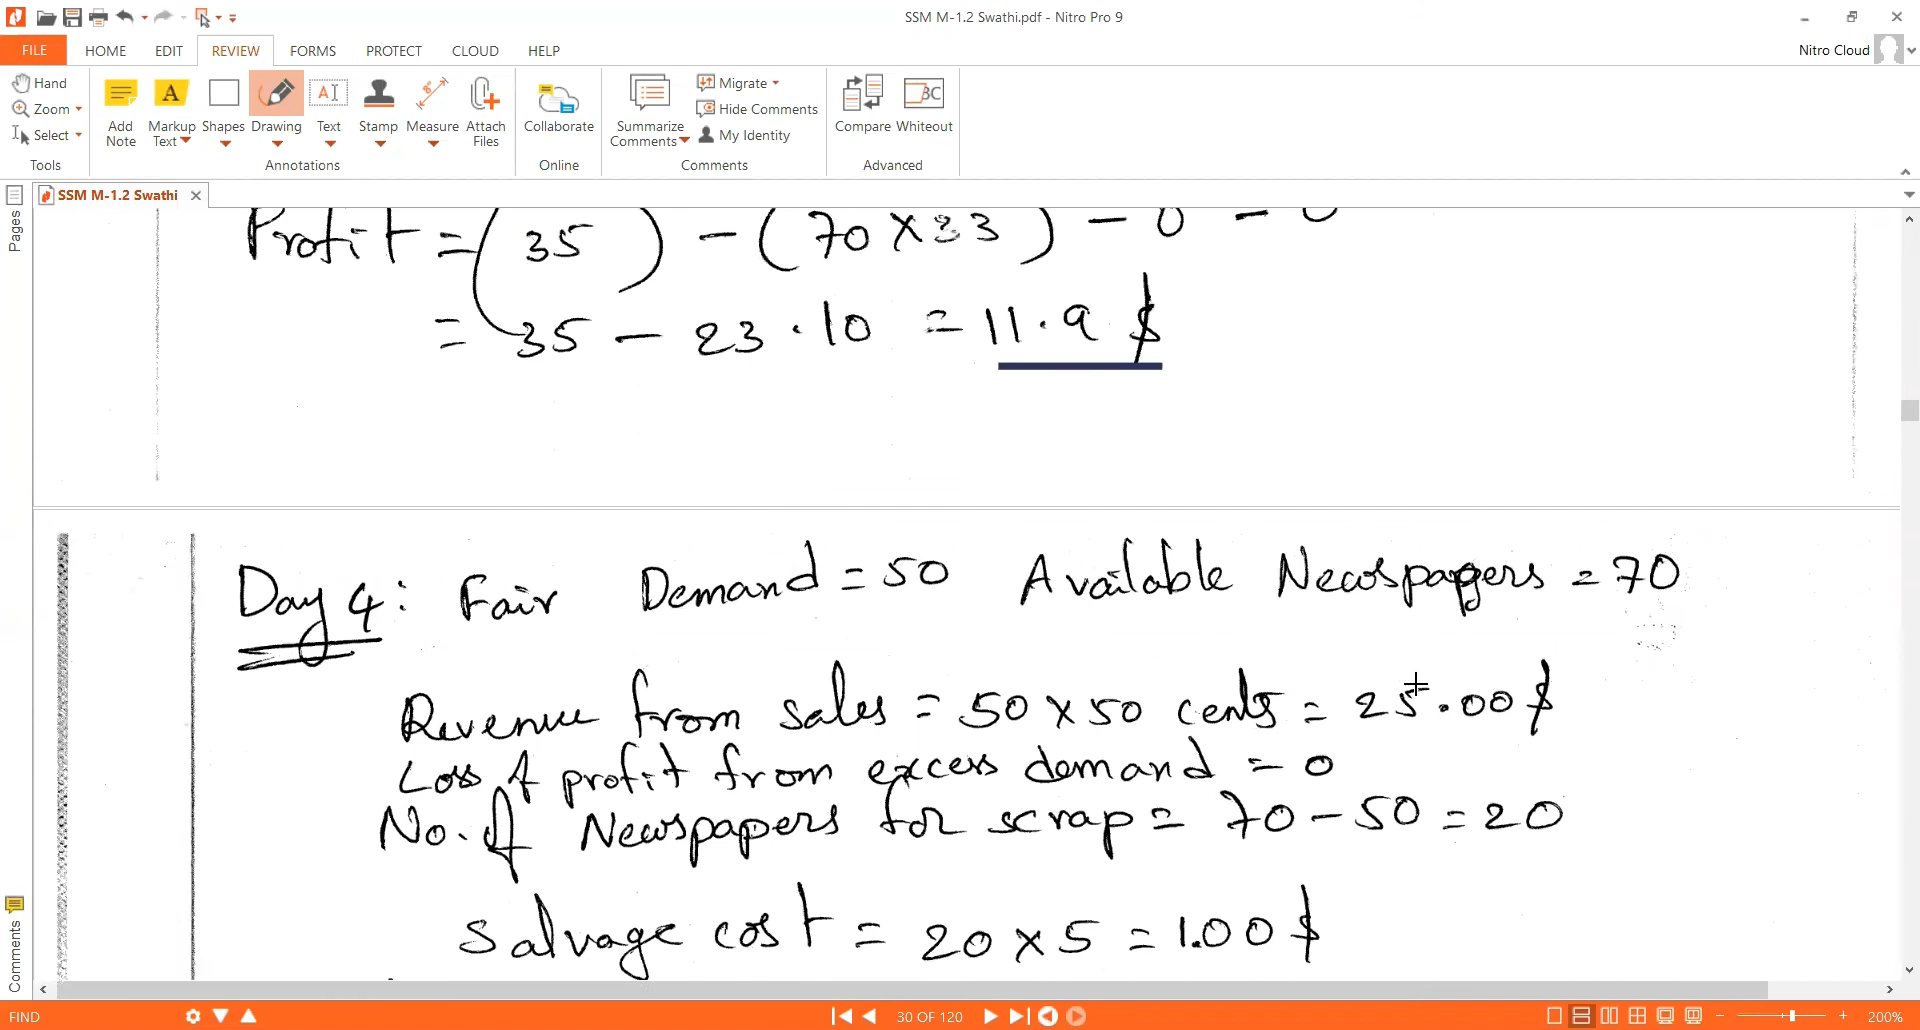 SSM M-1.2 Swathi.pdf - Nitro Pro 9
FILE HOME EDIT REVIEW FORMS PROTECT CLOUD HELP
Nitro Cloud
Hand
Zoom
Select
Tools
Add Note
Markup Text
Shapes
Drawing
Text
Stamp
Measure
Attach Files
Annotations
Collaborate
Online
Summarize Comments
Migrate
Hide Comments
My Identity
Comments
Compare
Whiteout
Advanced
SSM M-1.2 Swathi
Pages
Profit = (35) - (70 x 33) - 0 - 0
= 35 - 23.10 = 11.9 $
Day 4: Fair Demand = 50 Available Newspapers = 70
Revenue from sales = 50 x 50 cents = 25.00 $
Loss of profit from excess demand = 0
No. of Newspapers for scrap = 70 - 50 = 20
Salvage cost = 20 x 5 = 1.00 $
Comments
FIND
30 OF 120
200%